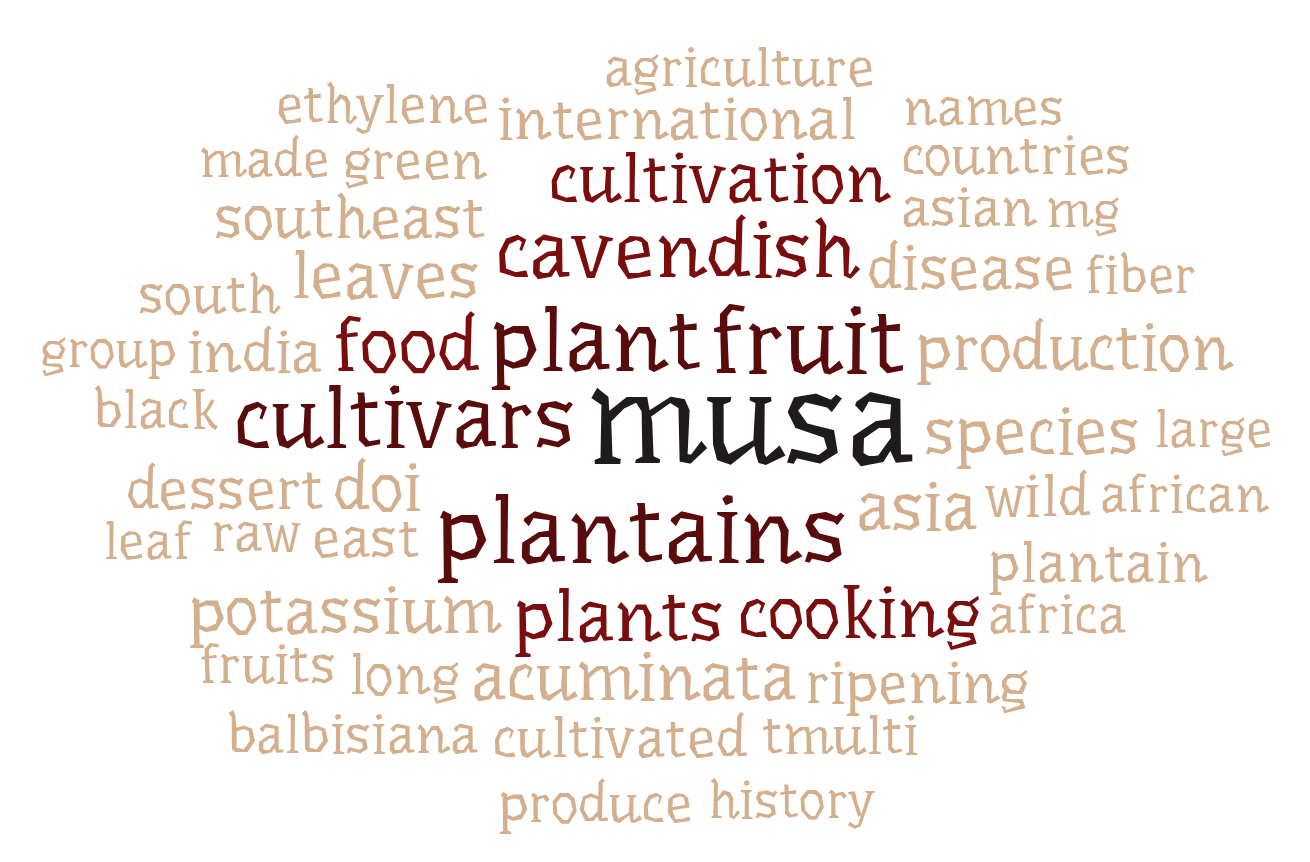 agriculture
ethylene international names
made green cultivation countries
southeast cavendish asian mg
south leaves disease fiber
group india food plant fruit production
black cultivars musa species large
dessert doi plantains asia wild african
leaf raw east plantain
potassium plants cooking africa
fruits long acuminata ripening
balbisiana cultivated tmulti
produce history